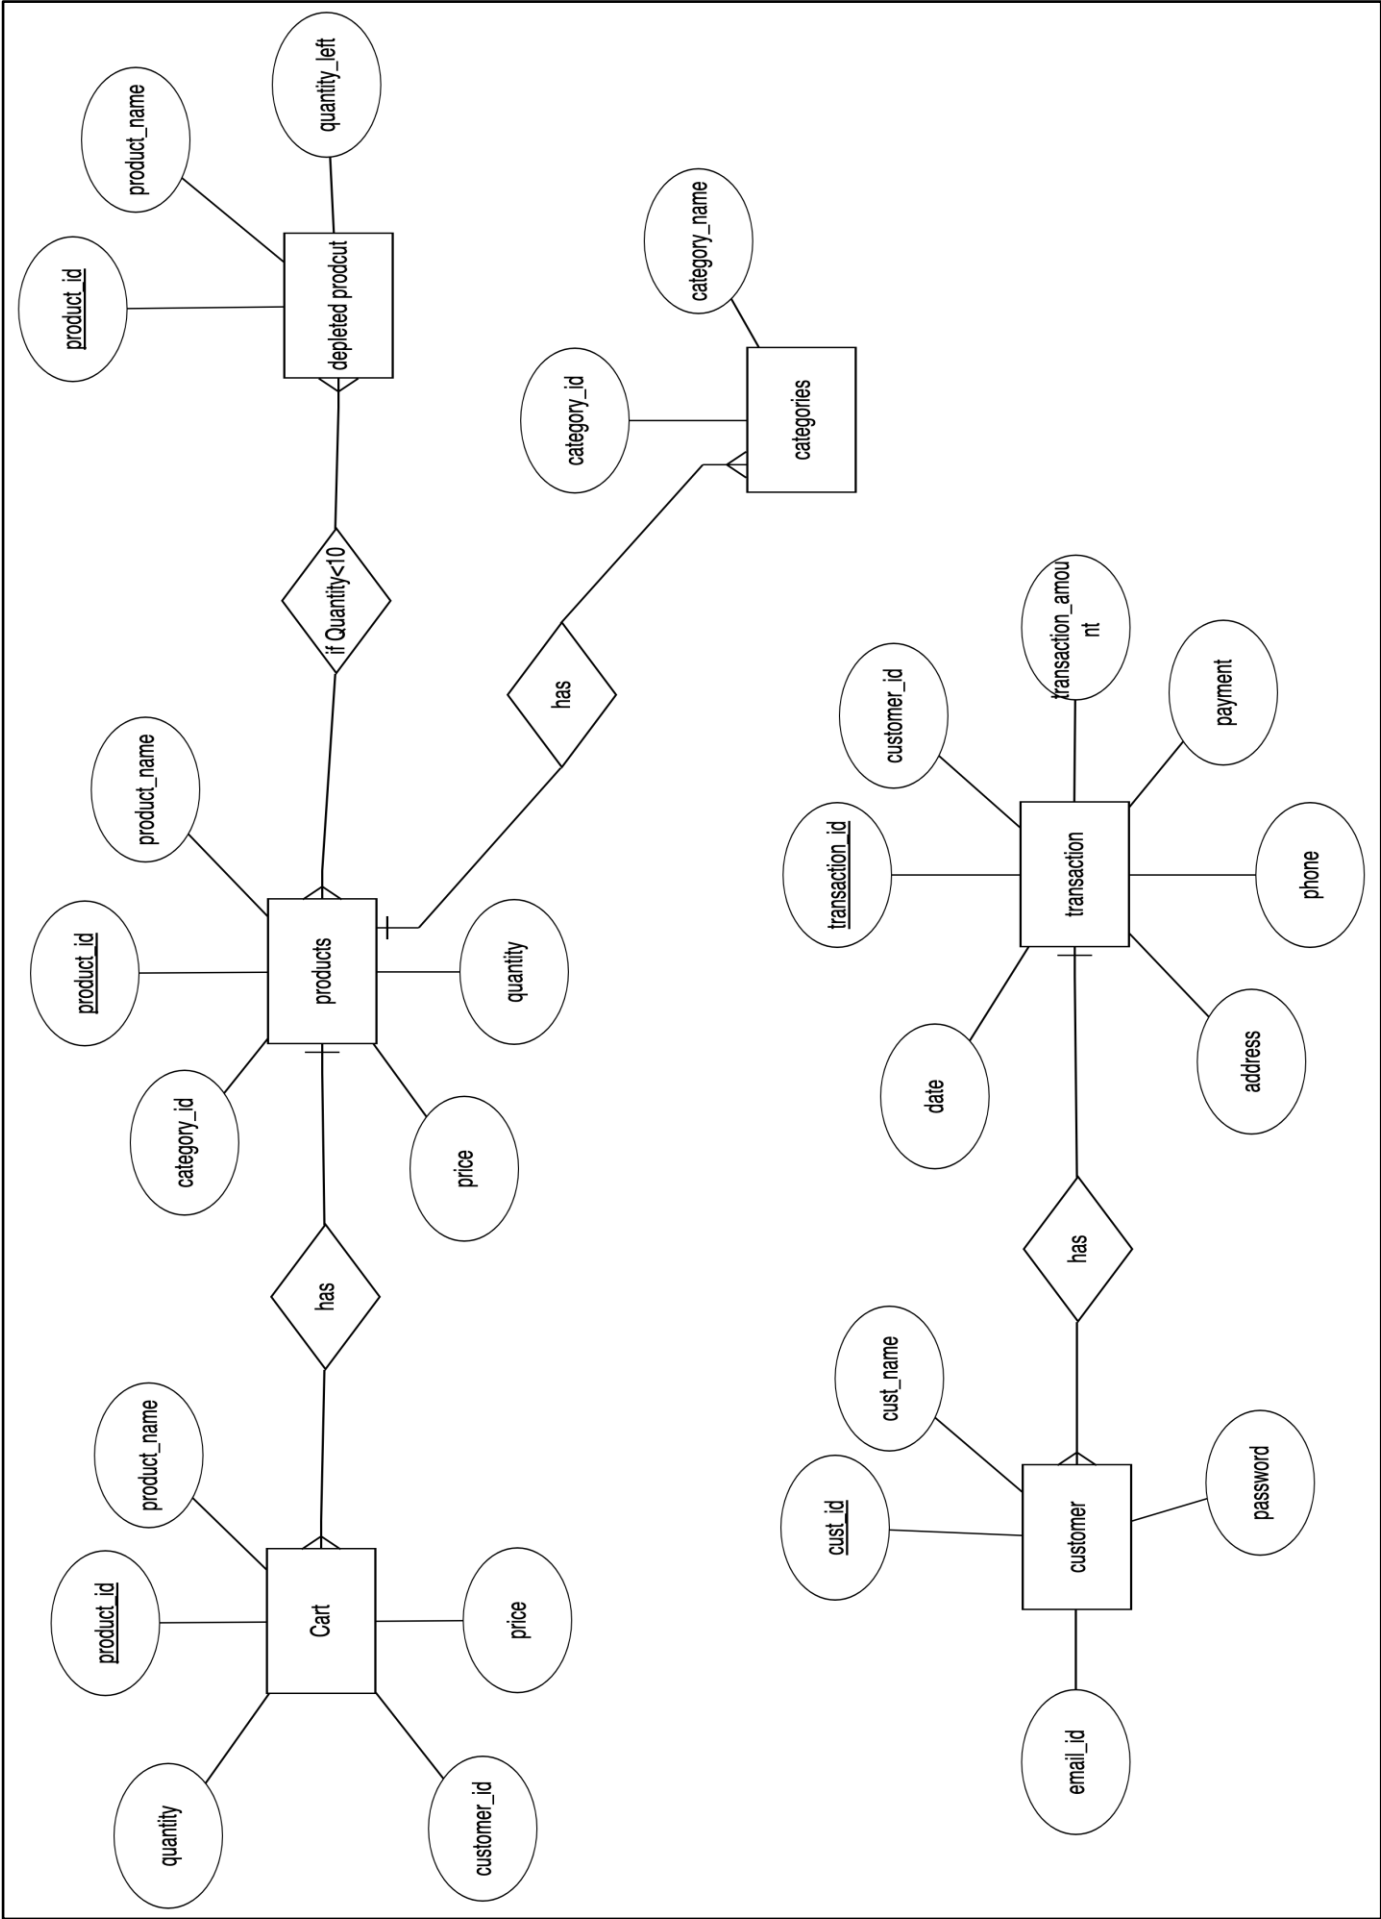 quantity
product_id
product_name
Cart
customer_id
price
has
category_id
product_id
product_name
products
price
quantity
if Quantity<10
product_id
product_name
quantity_left
depleted prodcut
has
category_id
category_name
categories
cust_id
cust_name
customer
email_id
password
has
date
transaction_id
customer_id
transaction_amou
nt
transaction
address
phone
payment